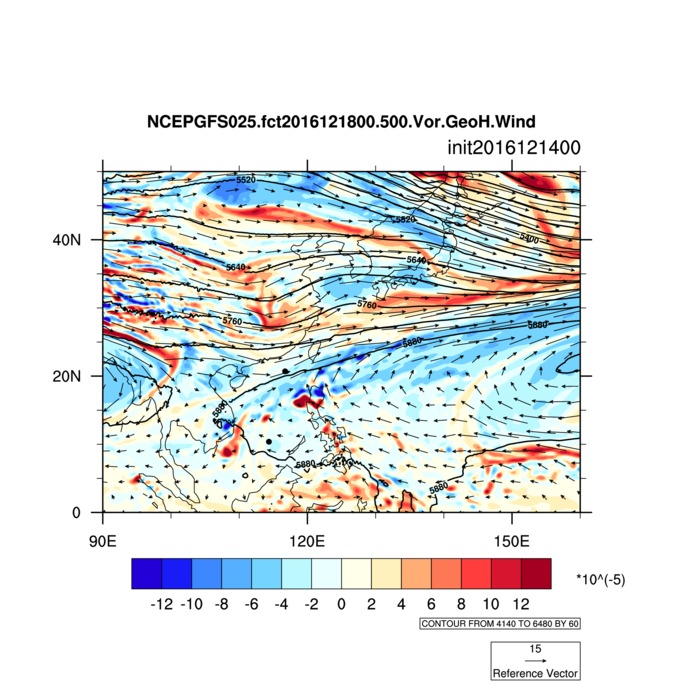 NCEPGFS025.fct2016121800.500.Vor.GeoH.Wind
init2016121400
5520
5520
5400
40N
5640
5640
5760
5760
5880
5880
20N
5880
5880
5880
0
90E 120E 150E
-12 -10 -8 -6 -4 -2 0 2 4 6 8 10 12
*10^(-5)
CONTOUR FROM 4140 TO 6480 BY 60
15
Reference Vector